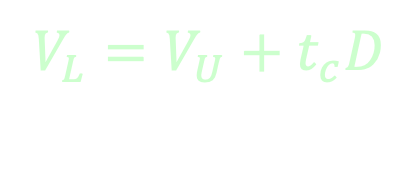 V_L = V_U + t_c D